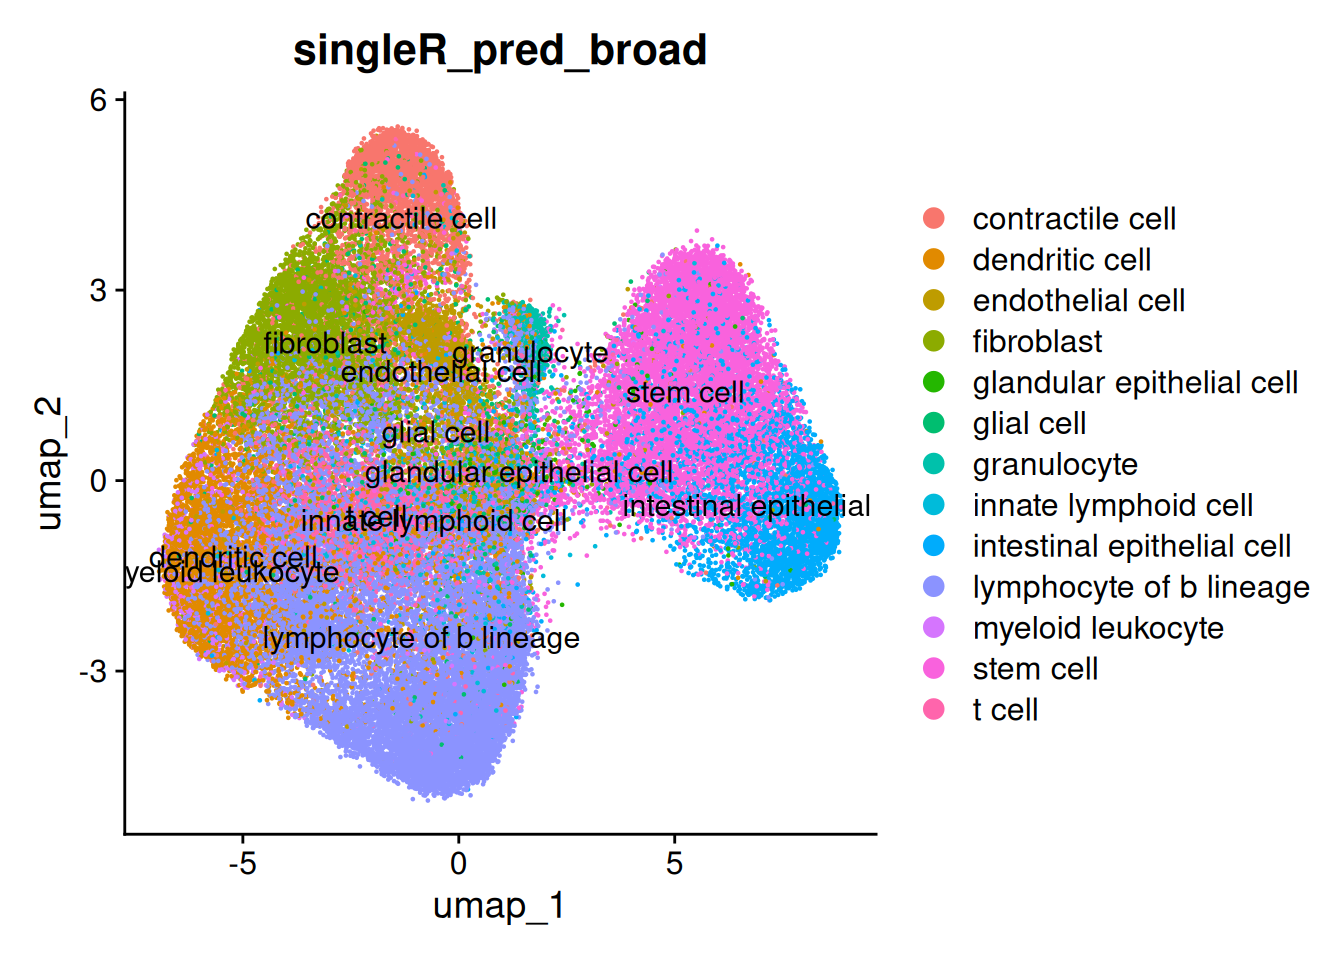 singleR_pred_broad
6
3
0
-3
umap_2
-5
0
5
umap_1
contractile cell
fibroblast
granulocyte
endothelial cell
stem cell
glial cell
glandular epithelial cell
intestinal epithelial
t cell
innate lymphoid cell
dendritic cell
yeloid leukocyte
lymphocyte of b lineage
contractile cell
dendritic cell
endothelial cell
fibroblast
glandular epithelial cell
glial cell
granulocyte
innate lymphoid cell
intestinal epithelial cell
lymphocyte of b lineage
myeloid leukocyte
stem cell
t cell